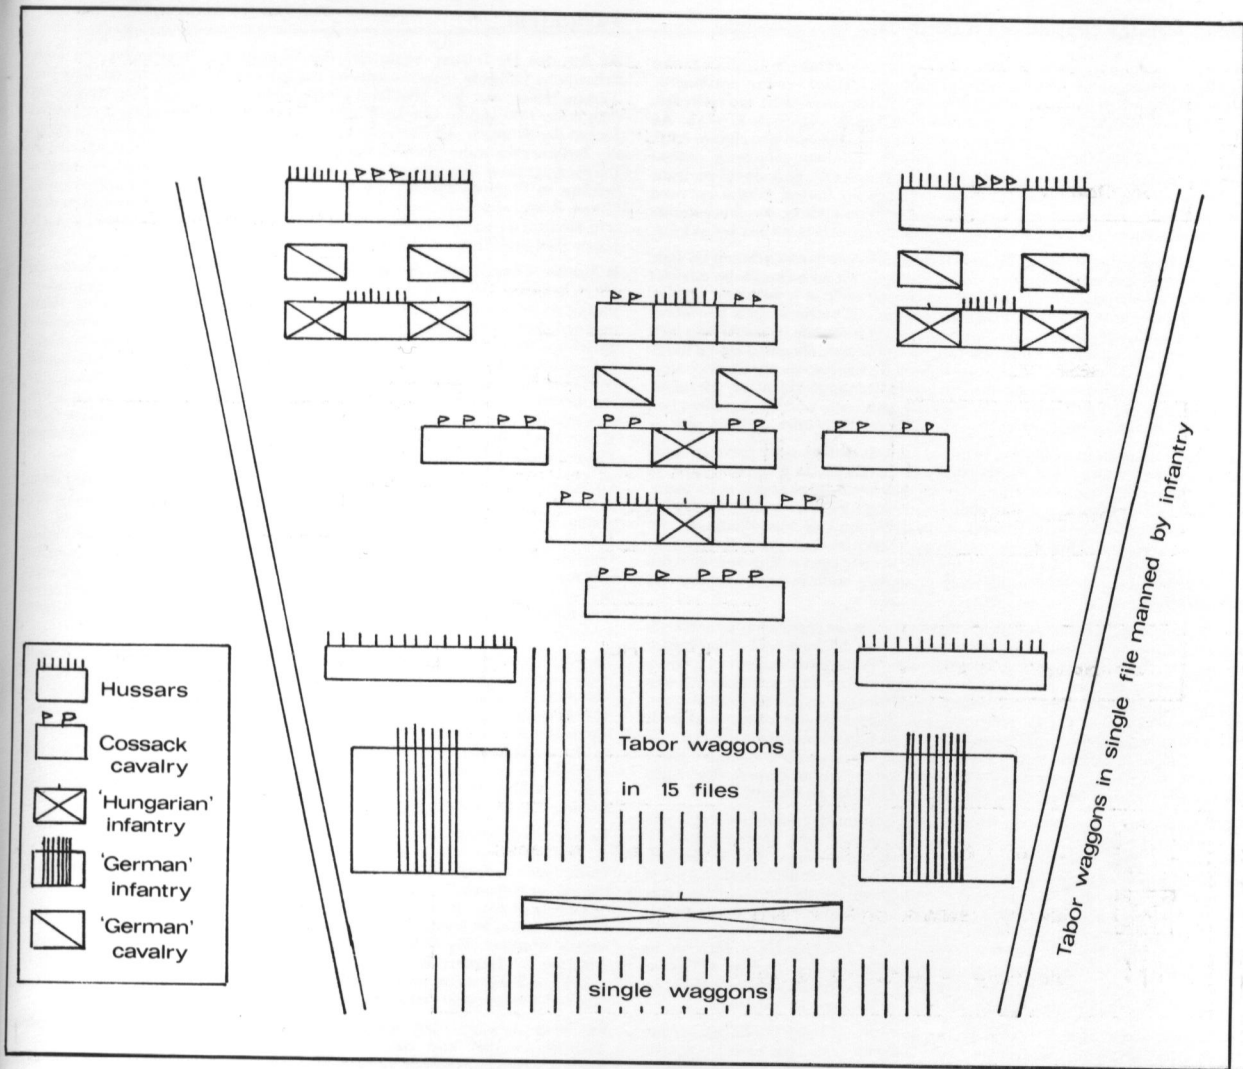 Hussars
Cossack
cavalry
'Hungarian'
infantry
'German'
infantry
'German'
cavalry
Tabor waggons
in 15 files
single waggons
Tabor waggons in single file manned by infantry